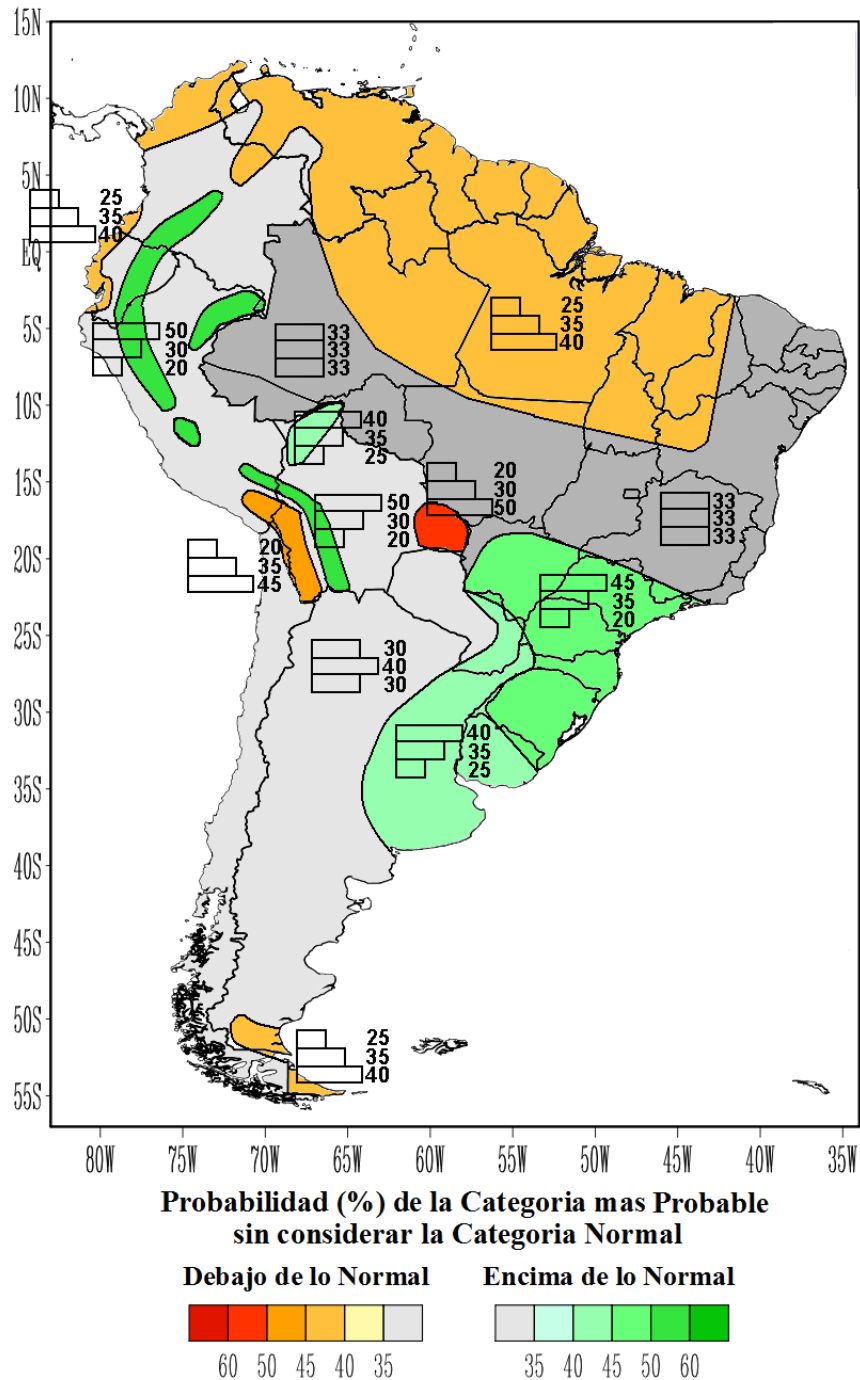 15N
10N
5N
25
35
40
EQ
25
35
40
5S
50
30
20
33
33
33
10S
40
35
25
15S
20
30
50
50
30
20
33
33
33
20S
20
35
45
45
35
20
25S
30
40
30
30S
40
35
25
35S
40S
45S
50S
25
35
40
55S
80W 75W 70W 65W 60W 55W 50W 45W 40W 35W
Probabilidad (%) de la Categoria mas Probable
sin considerar la Categoria Normal
Debajo de lo Normal Encima de lo Normal
60 50 45 40 35 35 40 45 50 60